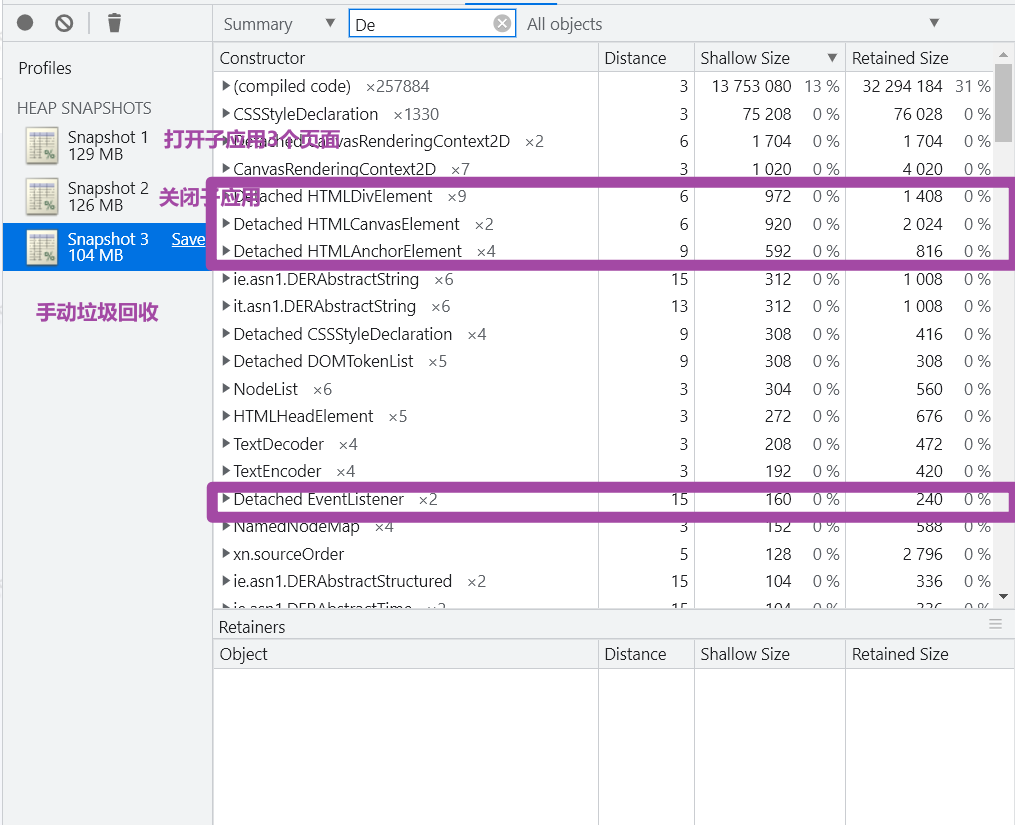 Summary ▼ De All objects ▼
Profiles
HEAP SNAPSHOTS
Snapshot 1
129 MB
打开子应用3个页面
Snapshot 2
126 MB
关闭子应用
Snapshot 3 Save
104 MB
手动垃圾回收
Constructor Distance Shallow Size ▼ Retained Size
(compiled code) ×257884 3 13 753 080 13 % 32 294 184 31 %
CSSStyleDeclaration ×1330 3 75 208 0 % 76 028 0 %
Detached CanvasRenderingContext2D ×2 6 1 704 0 % 1 704 0 %
CanvasRenderingContext2D ×7 3 1 020 0 % 4 020 0 %
Detached HTMLDivElement ×9 6 972 0 % 1 408 0 %
Detached HTMLCanvasElement ×2 6 920 0 % 2 024 0 %
Detached HTMLAnchorElement ×4 9 592 0 % 816 0 %
ie.asn1.DERAbstractString ×6 15 312 0 % 1 008 0 %
it.asn1.DERAbstractString ×6 13 312 0 % 1 008 0 %
Detached CSSStyleDeclaration ×4 9 308 0 % 416 0 %
Detached DOMTokenList ×5 9 308 0 % 308 0 %
NodeList ×6 3 304 0 % 560 0 %
HTMLHeadElement ×5 3 272 0 % 676 0 %
TextDecoder ×4 3 208 0 % 472 0 %
TextEncoder ×4 3 192 0 % 420 0 %
Detached EventListener ×2 15 160 0 % 240 0 %
NamedNodeMap ×4 3 152 0 % 588 0 %
xn.sourceOrder 5 128 0 % 2 796 0 %
ie.asn1.DERAbstractStructured ×2 15 104 0 % 336 0 %
ie.asn1.DERAbstractTime ×2 15 104 0 % 336 0 %
Retainers
Object Distance Shallow Size Retained Size